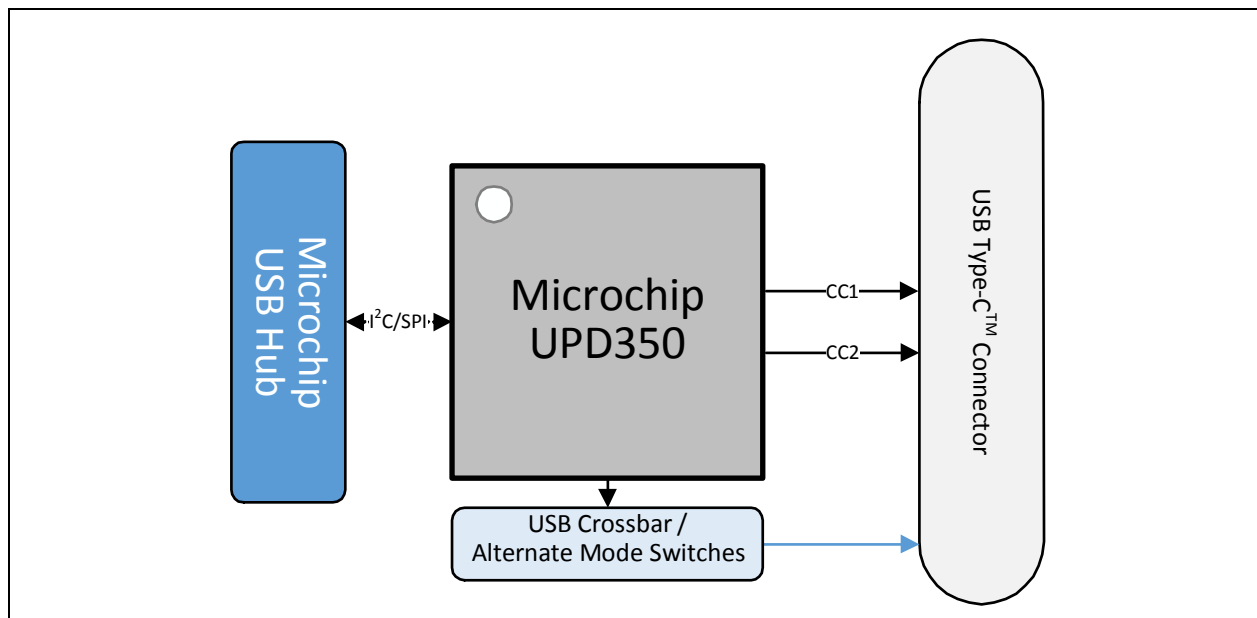 Microchip
USB Hub
I²C/SPI
Microchip
UPD350
CC1
CC2
USB Type-C™ Connector
USB Crossbar /
Alternate Mode Switches